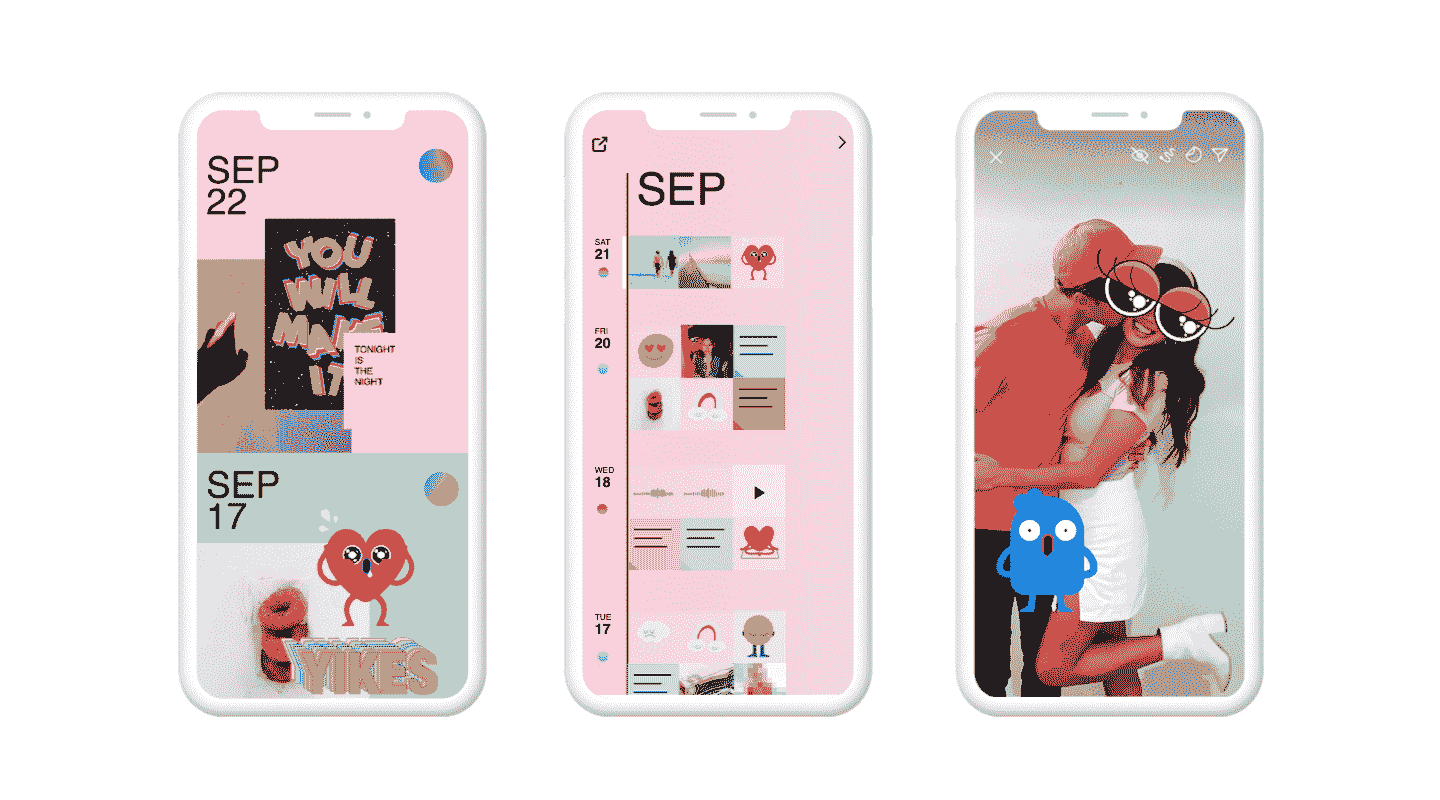 SEP
22
YOU
WILL
MAKE
IT
TONIGHT
IS
THE
NIGHT
SEP
17
YIKES
SEP
SAT
21
FRI
20
WED
18
TUE
17